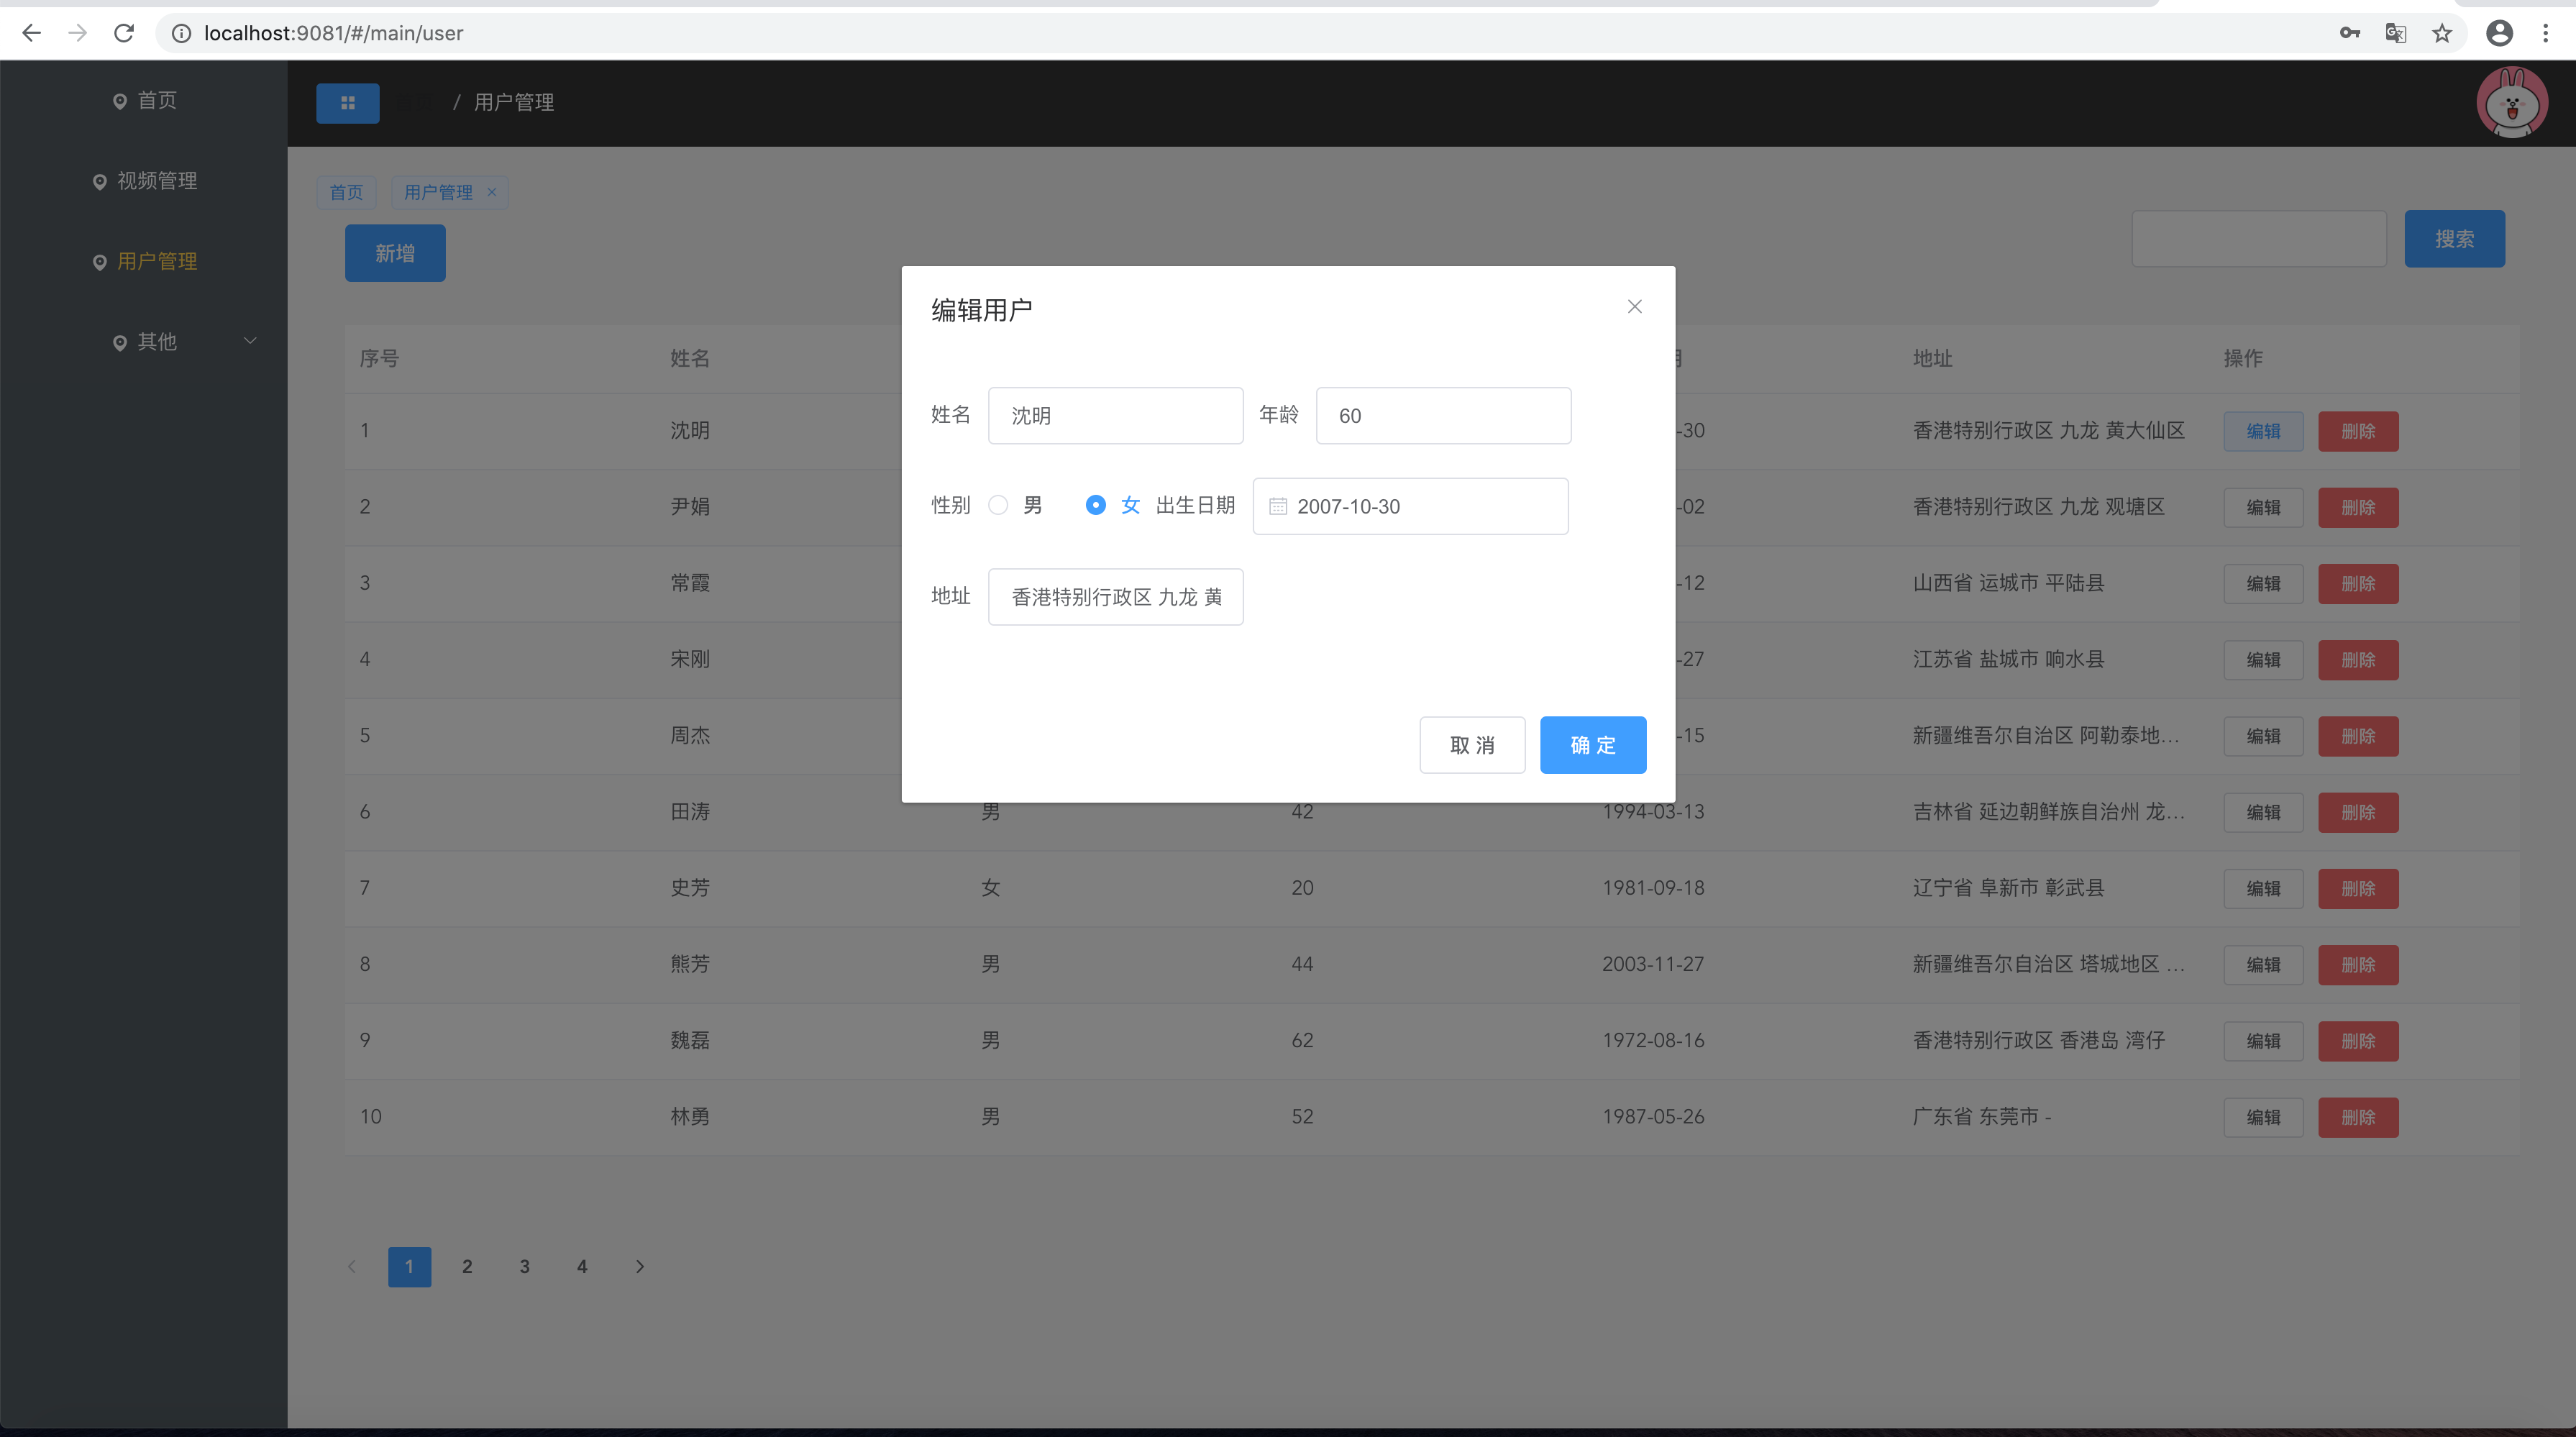 localhost:9081/#/main/user
首页
视频管理
用户管理
其他
/ 用户管理
首页 用户管理 ×
新增
搜索
序号 姓名 地址 操作
1 沈明 -30 香港特别行政区 九龙 黄大仙区 编辑 删除
2 尹娟 -02 香港特别行政区 九龙 观塘区 编辑 删除
3 常霞 -12 山西省 运城市 平陆县 编辑 删除
4 宋刚 -27 江苏省 盐城市 响水县 编辑 删除
5 周杰 -15 新疆维吾尔自治区 阿勒泰地... 编辑 删除
6 田涛 男 42 1994-03-13 吉林省 延边朝鲜族自治州 龙... 编辑 删除
7 史芳 女 20 1981-09-18 辽宁省 阜新市 彰武县 编辑 删除
8 熊芳 男 44 2003-11-27 新疆维吾尔自治区 塔城地区 ... 编辑 删除
9 魏磊 男 62 1972-08-16 香港特别行政区 香港岛 湾仔 编辑 删除
10 林勇 男 52 1987-05-26 广东省 东莞市 - 编辑 删除
1 2 3 4
编辑用户
姓名 沈明 年龄 60
性别 男 女 出生日期 2007-10-30
地址 香港特别行政区 九龙 黄
取 消 确 定